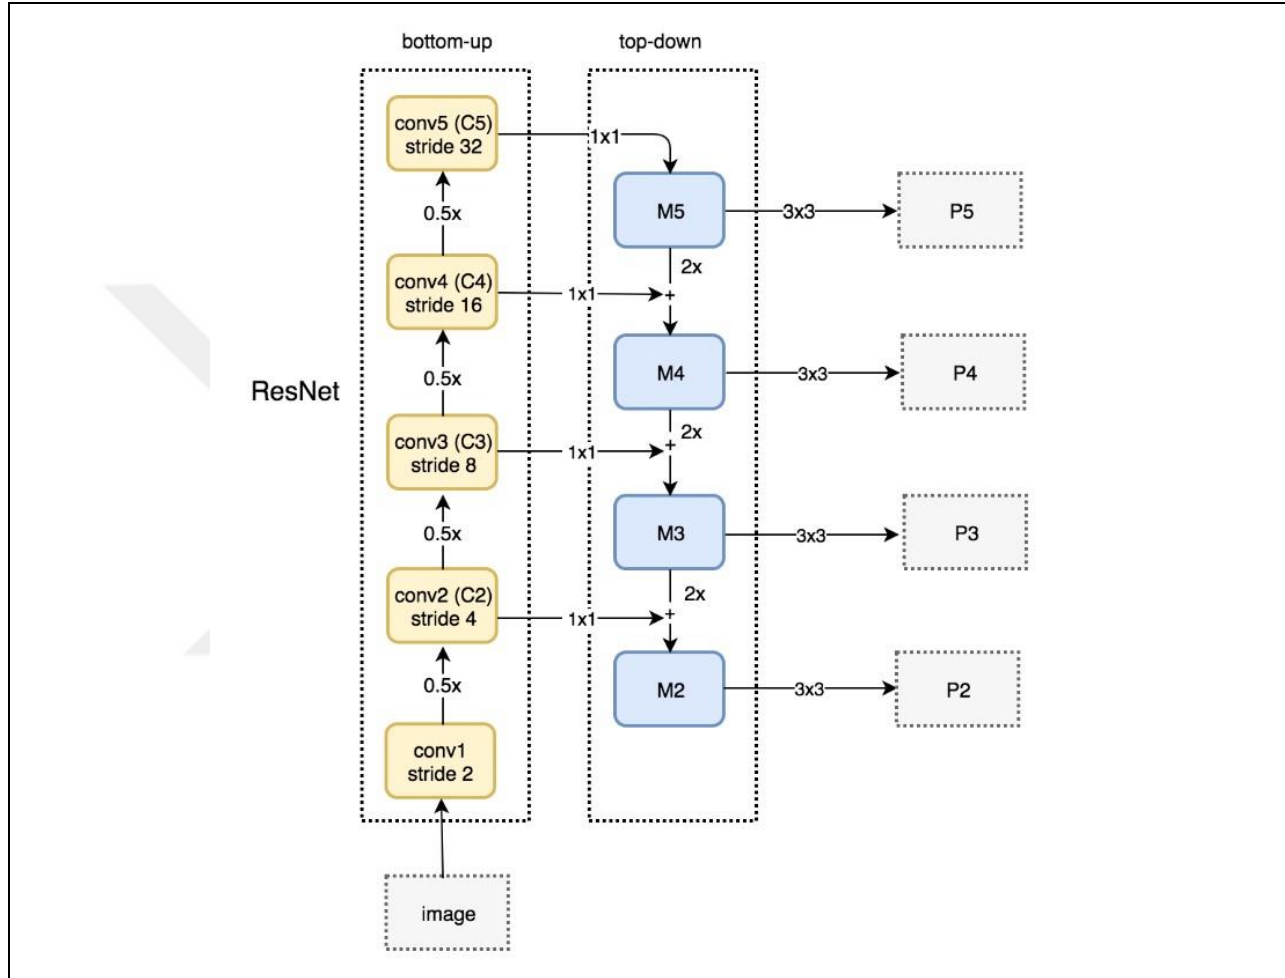 bottom-up
top-down
conv5 (C5)
stride 32
1x1
M5
3x3
P5
0.5x
2x
conv4 (C4)
stride 16
1x1
+
M4
3x3
P4
0.5x
ResNet
2x
conv3 (C3)
stride 8
1x1
+
M3
3x3
P3
0.5x
2x
conv2 (C2)
stride 4
1x1
+
M2
3x3
P2
0.5x
conv1
stride 2
image